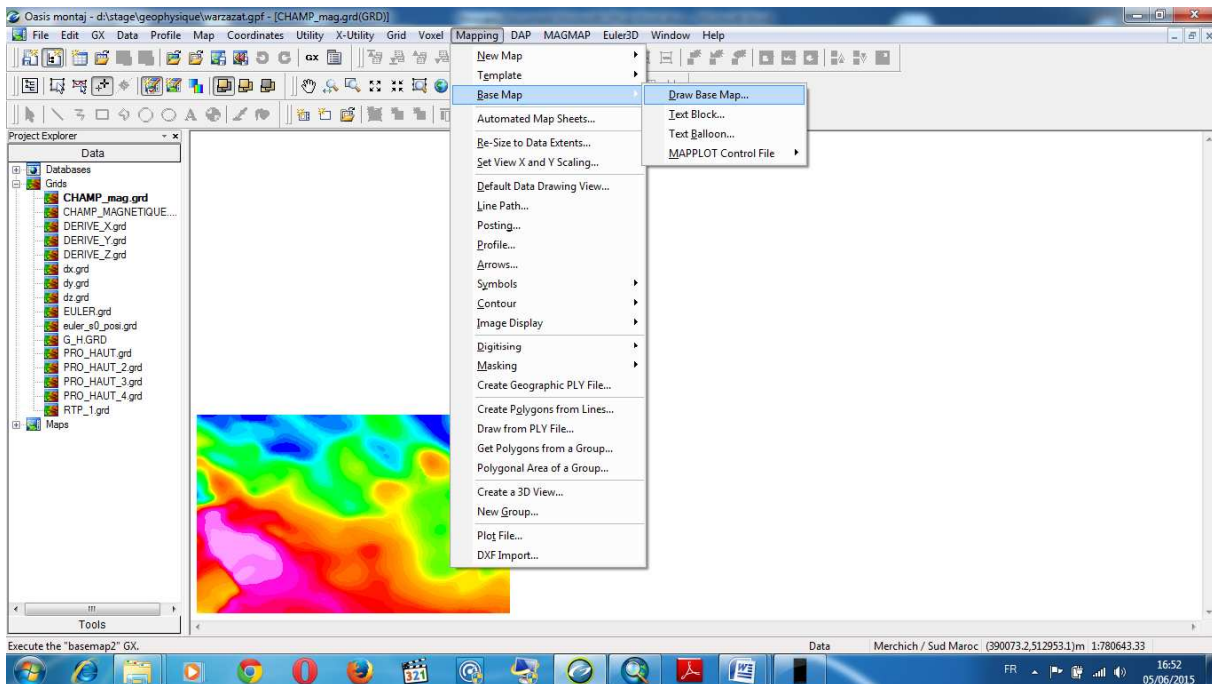 Oasis montaj - d:\stage\geophysique\warzazat.gpf - [CHAMP_mag.grd(GRD)]
File Edit GX Data Profile Map Coordinates Utility X-Utility Grid Voxel Mapping DAP MAGMAP Euler3D Window Help
GX
New Map
Template
Base Map
Automated Map Sheets...
Re-Size to Data Extents...
Set View X and Y Scaling...
Default Data Drawing View...
Line Path...
Posting...
Profile...
Arrows...
Symbols
Contour
Image Display
Digitising
Masking
Create Geographic PLY File...
Create Polygons from Lines...
Draw from PLY File...
Get Polygons from a Group...
Polygonal Area of a Group...
Create a 3D View...
New Group...
Plot File...
DXF Import...
Draw Base Map...
Text Block...
Text Balloon...
MAPPLOT Control File
Project Explorer
Data
Databases
Grids
CHAMP_mag.grd
CHAMP_MAGNETIQUE....
DERIVE_X.grd
DERIVE_Y.grd
DERIVE_Z.grd
dx.grd
dy.grd
dz.grd
EULER.grd
euler_s0_posi.grd
G_H.GRD
PRO_HAUT.grd
PRO_HAUT_2.grd
PRO_HAUT_3.grd
PRO_HAUT_4.grd
RTP_1.grd
Maps
Tools
Execute the "basemap2" GX.
Data Merchich / Sud Maroc (390073.2,512953.1)m 1:780643.33
321
FR
16:52
05/06/2015